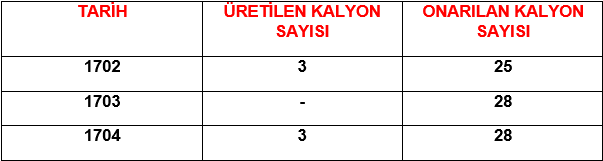 TARİH ÜRETİLEN KALYON SAYISI ONARILAN KALYON SAYISI
1702 3 25
1703 - 28
1704 3 28